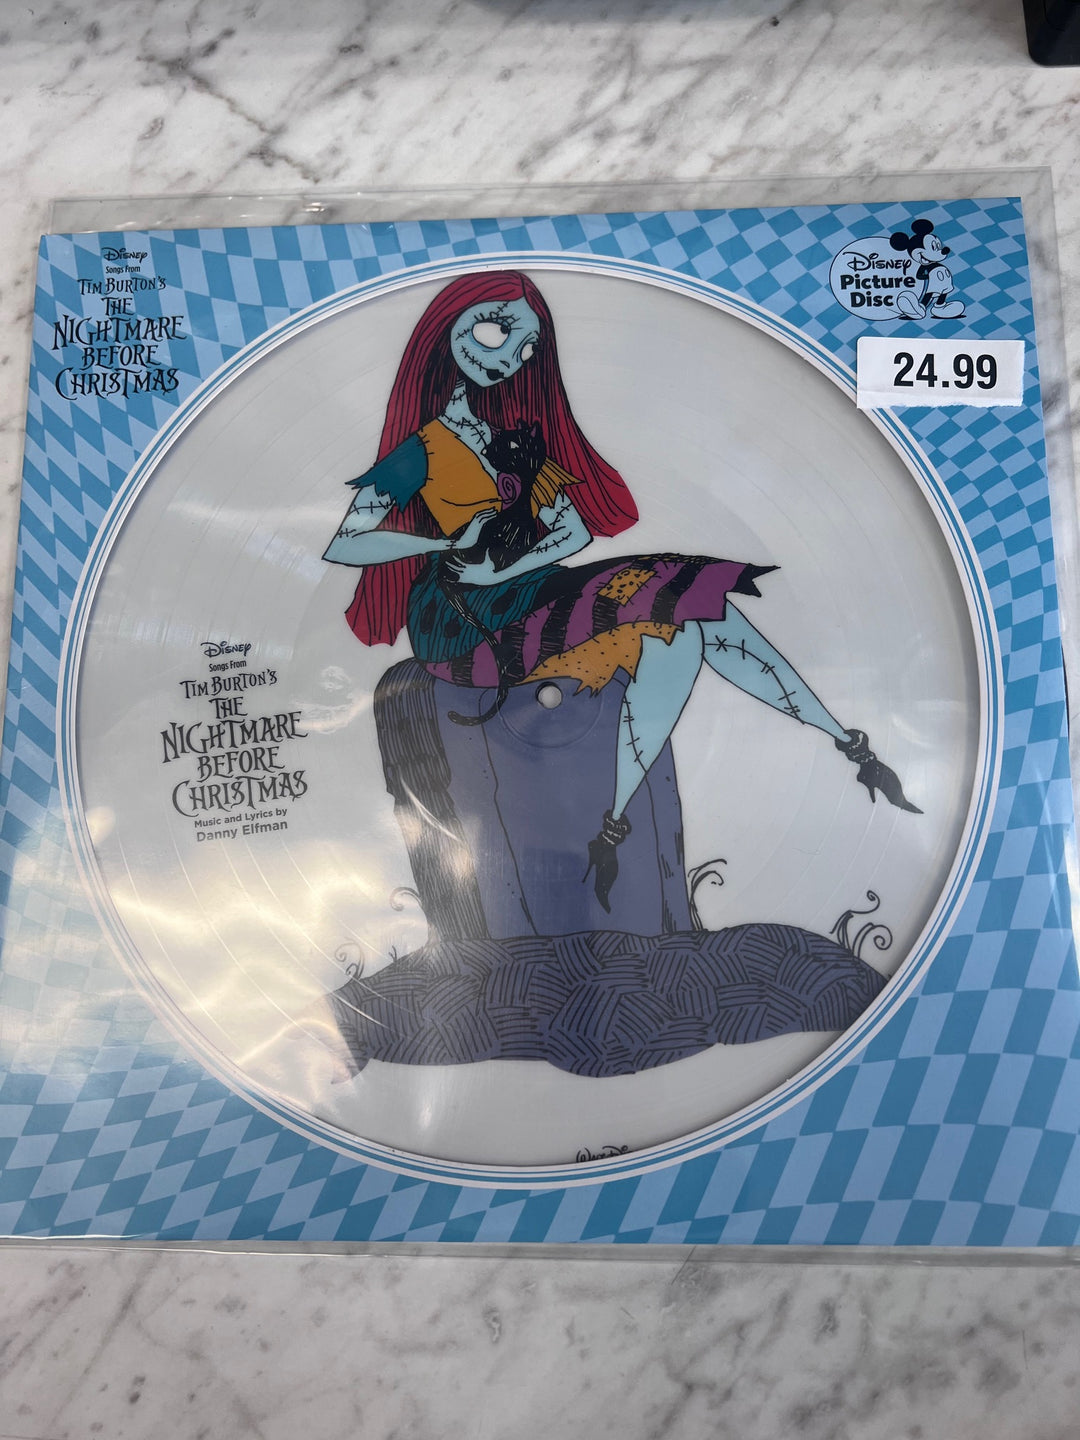 Disney
Songs From
Tim Burton's
The
Nightmare
Before
Christmas
Disney
Picture
Disc
24.99
Disney
Songs From
Tim Burton's
The
Nightmare
Before
Christmas
Music and Lyrics by
Danny Elfman